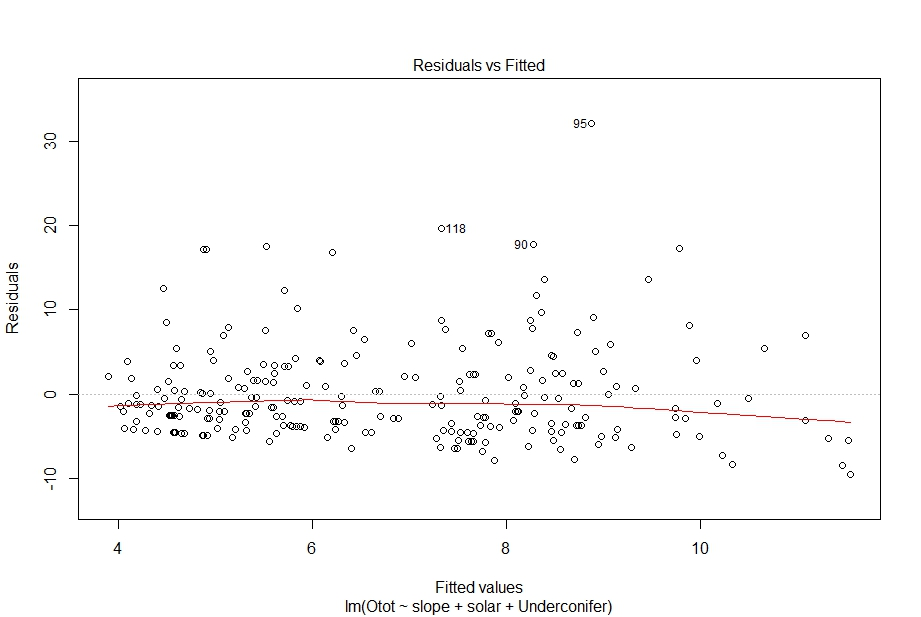 Residuals vs Fitted
95
30
118
20
90
10
0
-10
Residuals
4 6 8 10
Fitted values
lm(Otot ~ slope + solar + Underconifer)